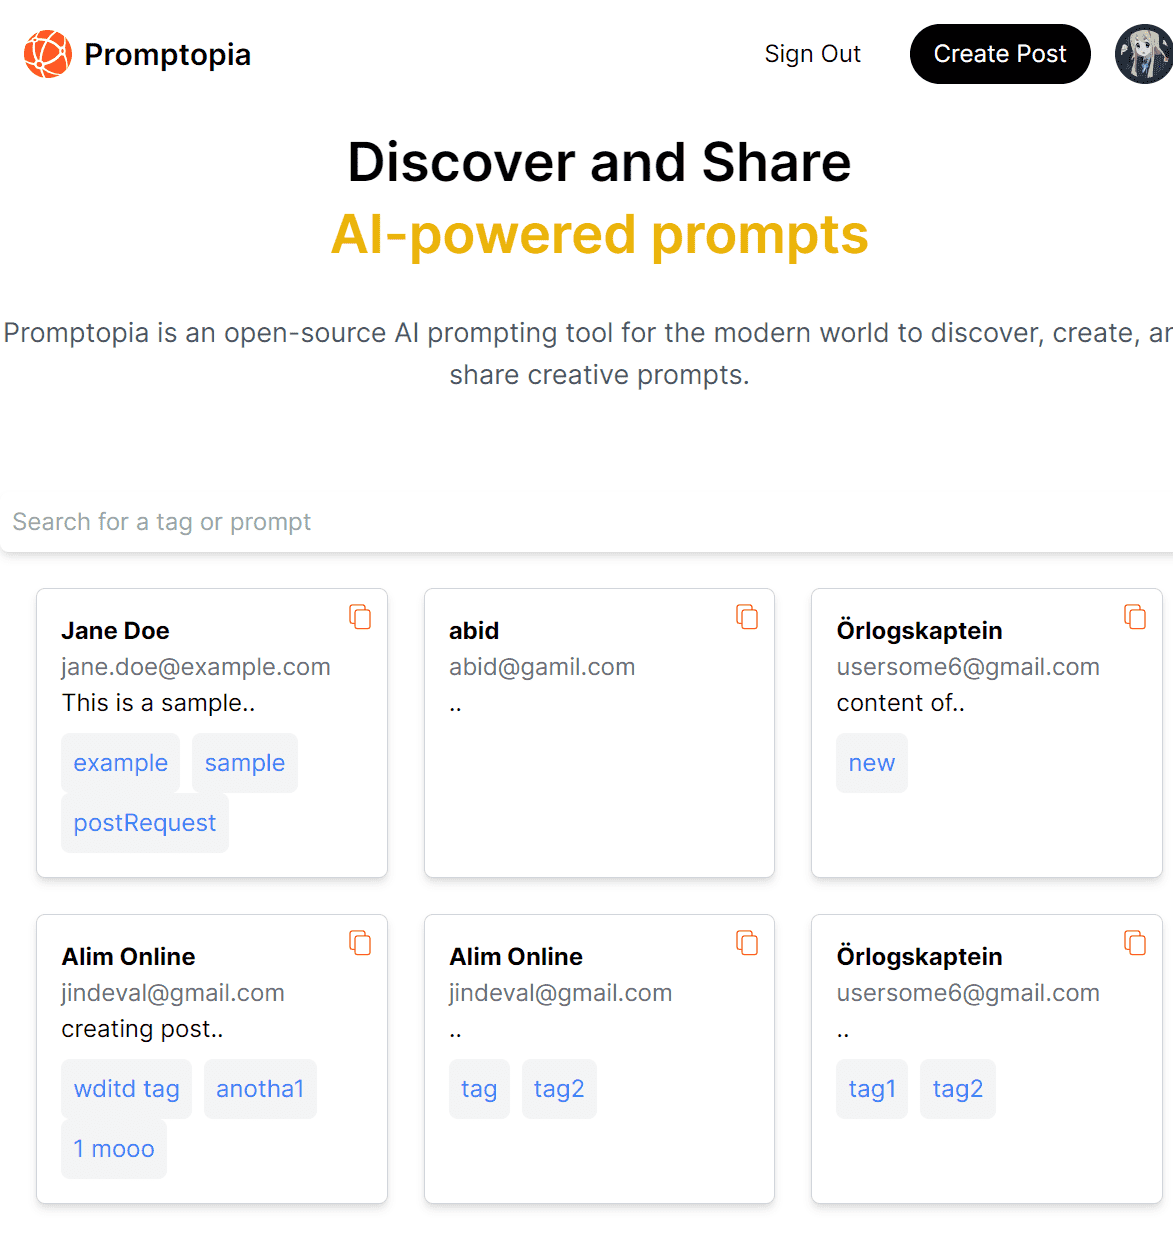 Promptopia
Sign Out
Create Post
Discover and Share
AI-powered prompts
Promptopia is an open-source AI prompting tool for the modern world to discover, create,
share creative prompts.
Search for a tag or prompt
Jane Doe
jane.doe@example.com
This is a sample..
example sample
postRequest
abid
abid@gamil.com
..
Örlogskaptein
usersome6@gmail.com
content of..
new
Alim Online
jindeval@gmail.com
creating post..
wditd tag anotha1
1 mooo
Alim Online
jindeval@gmail.com
..
tag tag2
Örlogskaptein
usersome6@gmail.com
..
tag1 tag2